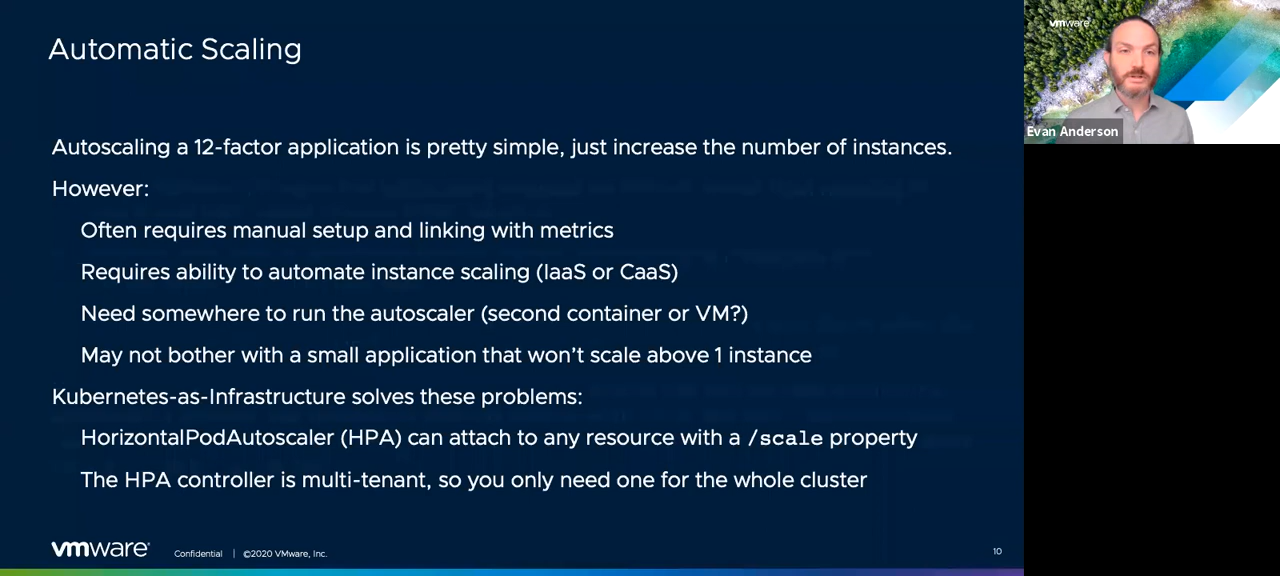 Automatic Scaling
vmware
Evan Anderson
Autoscaling a 12-factor application is pretty simple, just increase the number of instances.
However:
Often requires manual setup and linking with metrics
Requires ability to automate instance scaling (IaaS or CaaS)
Need somewhere to run the autoscaler (second container or VM?)
May not bother with a small application that won't scale above 1 instance
Kubernetes-as-Infrastructure solves these problems:
HorizontalPodAutoscaler (HPA) can attach to any resource with a /scale property
The HPA controller is multi-tenant, so you only need one for the whole cluster
vmware Confidential | ©2020 VMware, Inc. 10